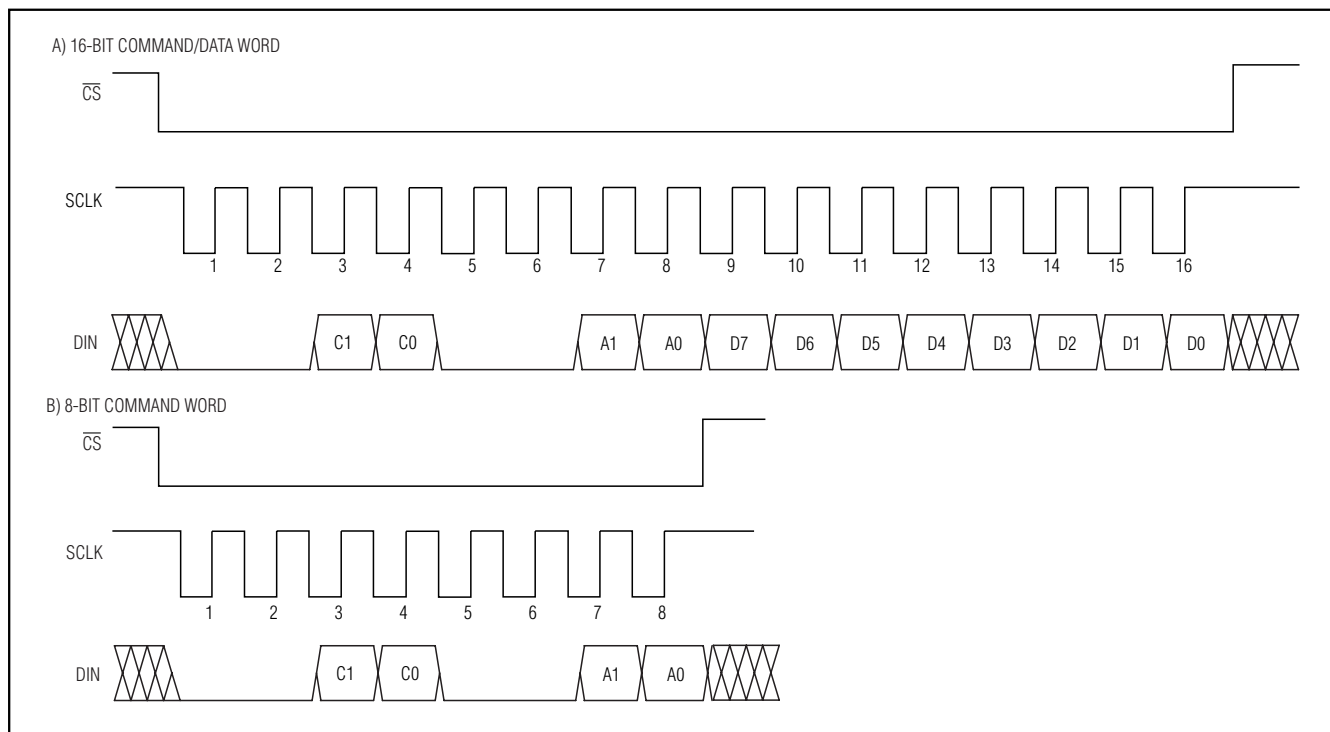 A) 16-BIT COMMAND/DATA WORD
CS
SCLK
1 2 3 4 5 6 7 8 9 10 11 12 13 14 15 16
DIN C1 C0 A1 A0 D7 D6 D5 D4 D3 D2 D1 D0
B) 8-BIT COMMAND WORD
CS
SCLK
1 2 3 4 5 6 7 8
DIN C1 C0 A1 A0